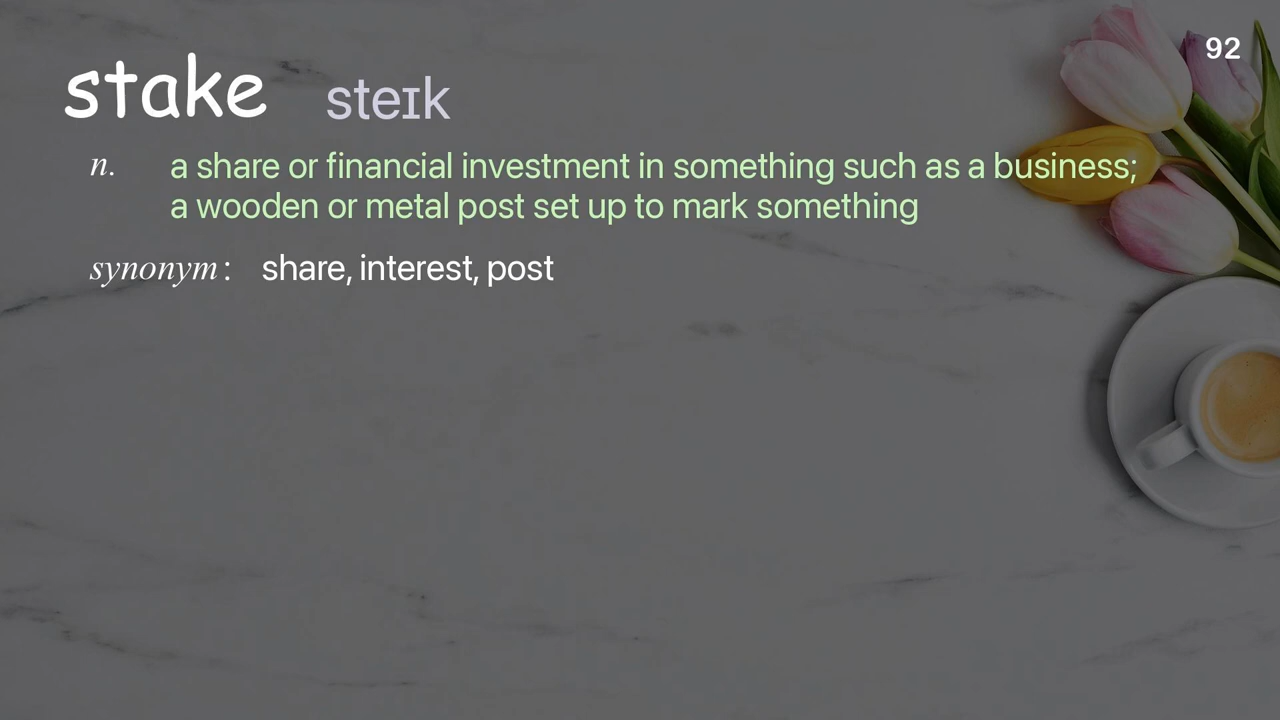 92
stake steɪk
n. a share or financial investment in something such as a business;
a wooden or metal post set up to mark something
synonym: share, interest, post